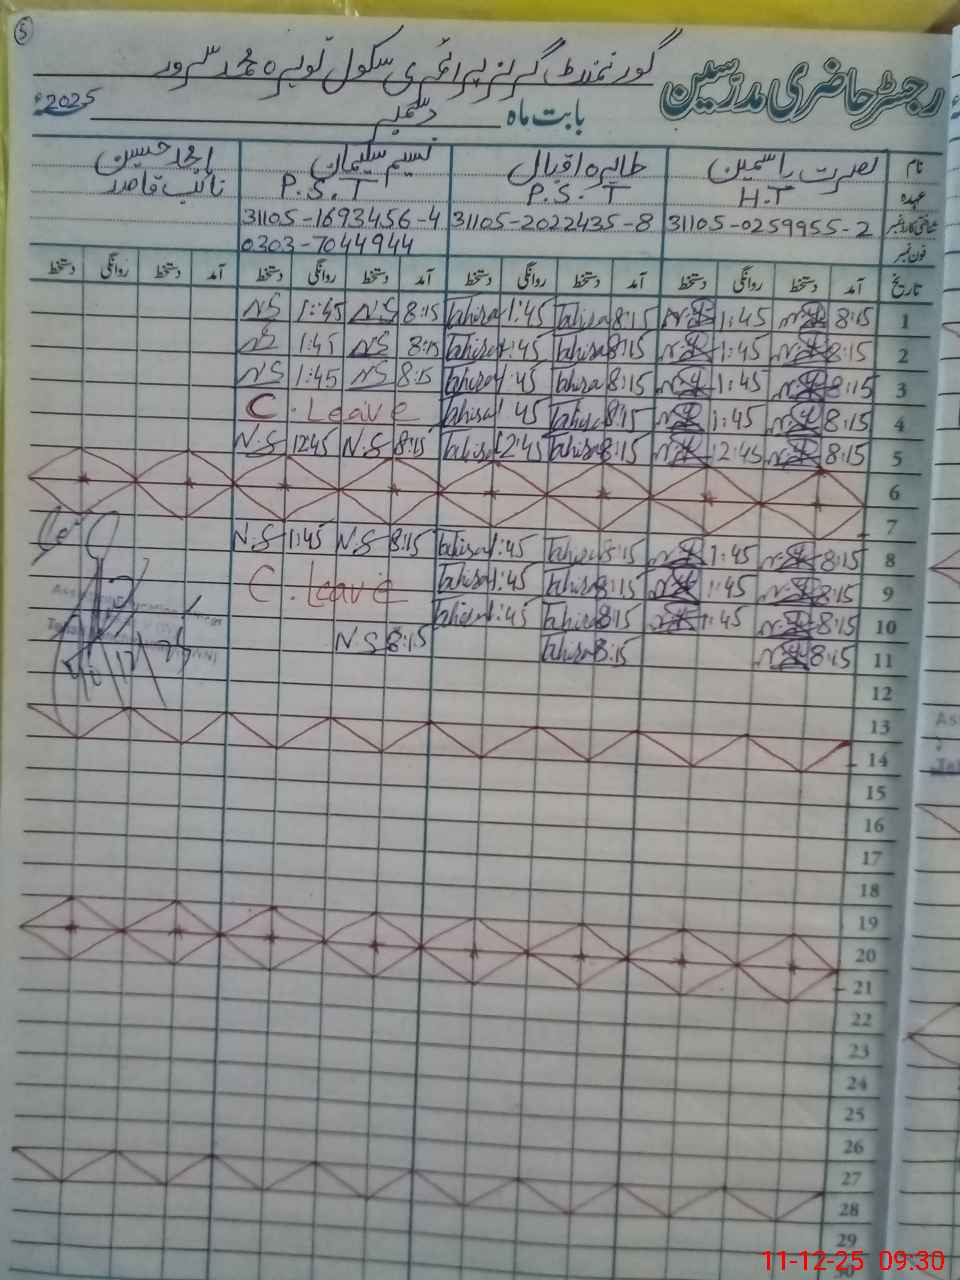 5
رجسٹر حاضری مدرسین
گورنمنٹ گرلز پرائمری سکول ٹوبہ محمد سرور
بابت ماہ دسمبر 2025ء
نام نصرت یاسمین طاہرہ اقبال نسیم سلیمان امجد حسین
عہدہ H.T P.S.T P.S.T نائب قاصد
شناختی کارڈ نمبر 31105-0259955-2 31105-2022435-8 31105-1693456-4
فون نمبر 0303-7044944
تاریخ آمد دستخط روانگی دستخط آمد دستخط روانگی دستخط آمد دستخط روانگی دستخط آمد دستخط روانگی دستخط
1 8:15 1:45 8:15 Tahira 1:45 Tahira 8:15 NS 1:45 NS
2 8:15 1:45 8:15 Tahira 1:45 Tahira 8:15 NS 1:45 NS
3 8:15 1:45 8:15 Tahira 1:45 Tahira 8:15 NS 1:45 NS
4 8:15 1:45 8:15 Tahira 1:45 Tahira C. Leave
5 8:15 12:45 8:15 Tahira 12:45 Tahira 8:15 N.S 12:45 N.S
6
7
8 8:15 1:45 8:15 Tahira 1:45 Tahira 8:15 N.S 1:45 N.S
9 8:15 1:45 8:15 Tahira 1:45 Tahira C. Leave
10 8:15 1:45 8:15 Tahira 1:45 Tahira
11 8:15 8:15 Tahira 8:15 N.S
12
13
14
15
16
17
18
19
20
21
22
23
24
25
26
27
28
29
30
11-12-25 09:30